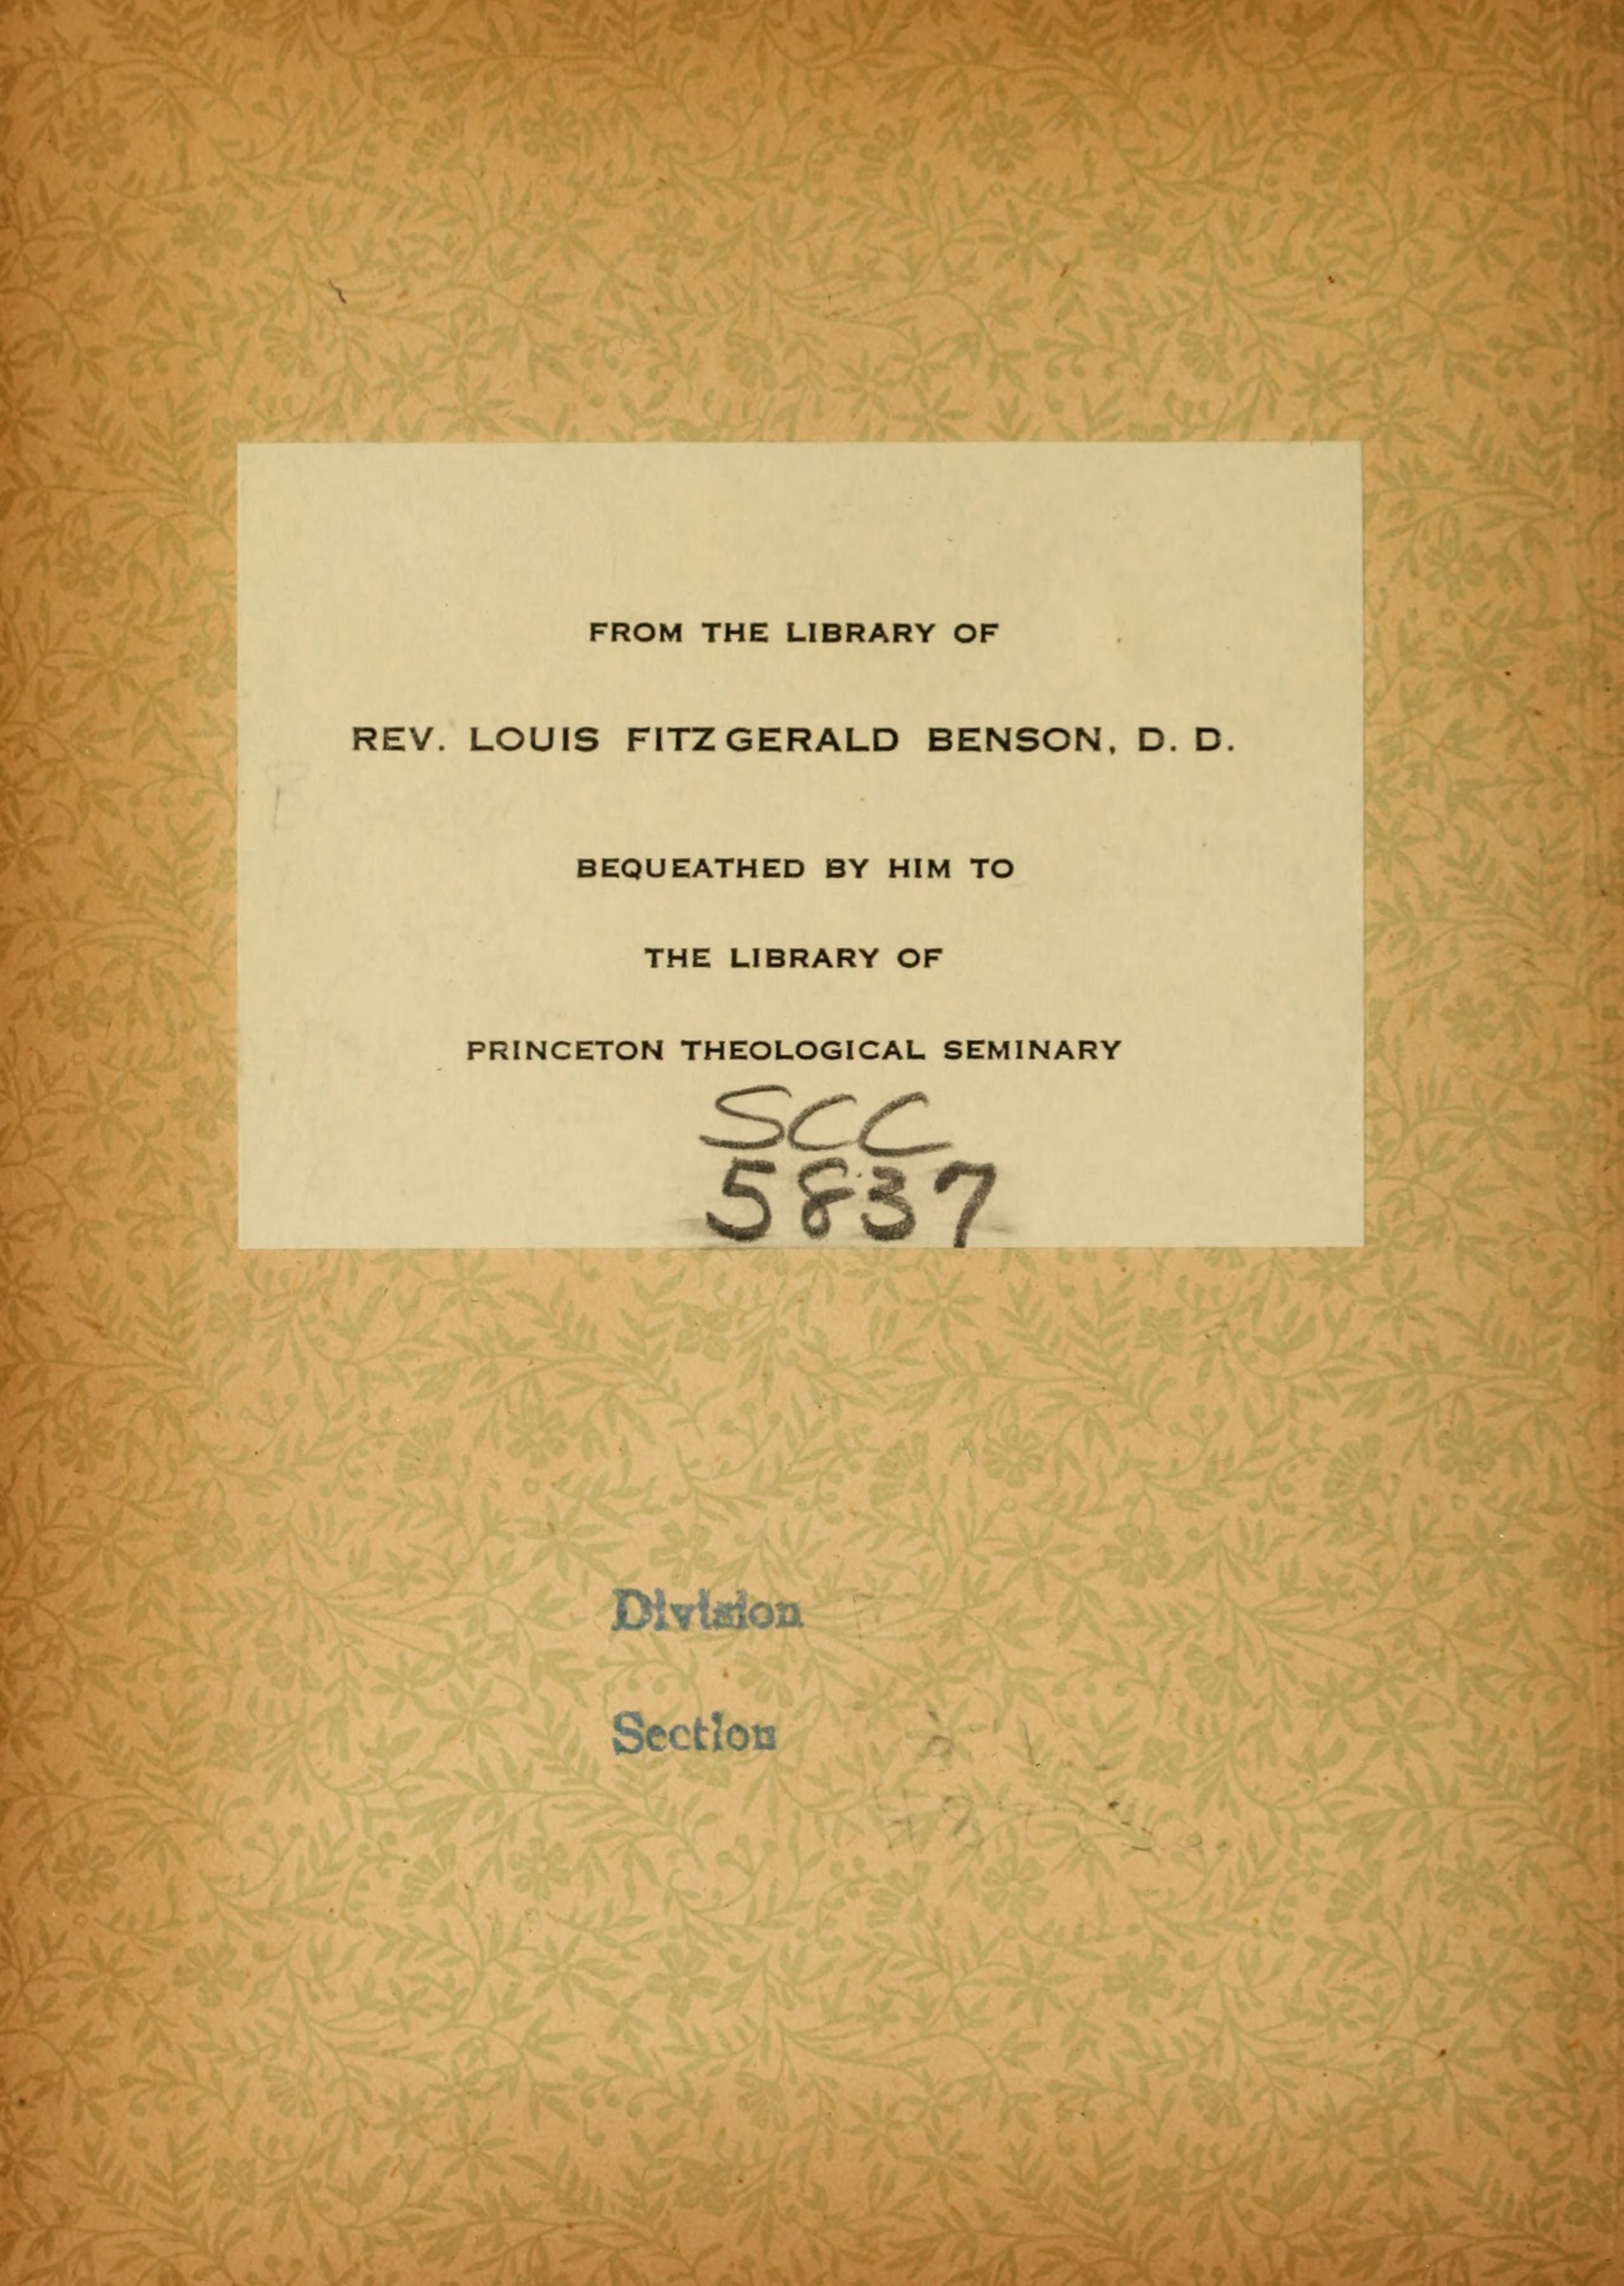 FROM THE LIBRARY OF
REV. LOUIS FITZGERALD BENSON, D. D.
BEQUEATHED BY HIM TO
THE LIBRARY OF
PRINCETON THEOLOGICAL SEMINARY
SCC
5837
Division
Section